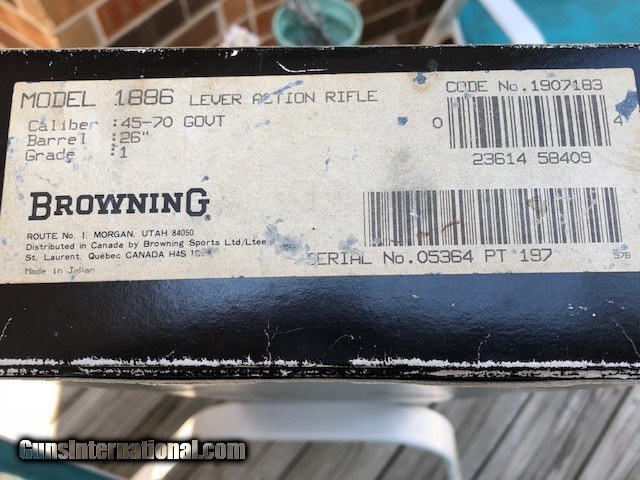 MODEL 1886 LEVER ACTION RIFLE
Caliber :45-70 GOVT
Barrel :26"
Grade :1
CODE No.1907183
0 4
23614 58409
BROWNING®
ROUTE No. 1, MORGAN, UTAH 84050
Distributed in Canada by Browning Sports Ltd/Ltee
St. Laurent, Quebec CANADA H4S
Made in Japan
SERIAL No.05364 PT 197
S7B
GunsInternational.com